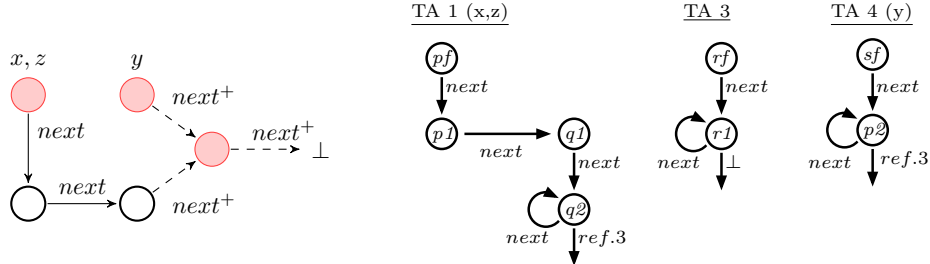 x, z
y
next
next
next⁺
next⁺
next⁺
⊥
TA 1 (x,z)
pf
next
p1
next
q1
next
q2
next
ref.3
TA 3
rf
next
r1
next
⊥
TA 4 (y)
sf
next
p2
next
ref.3